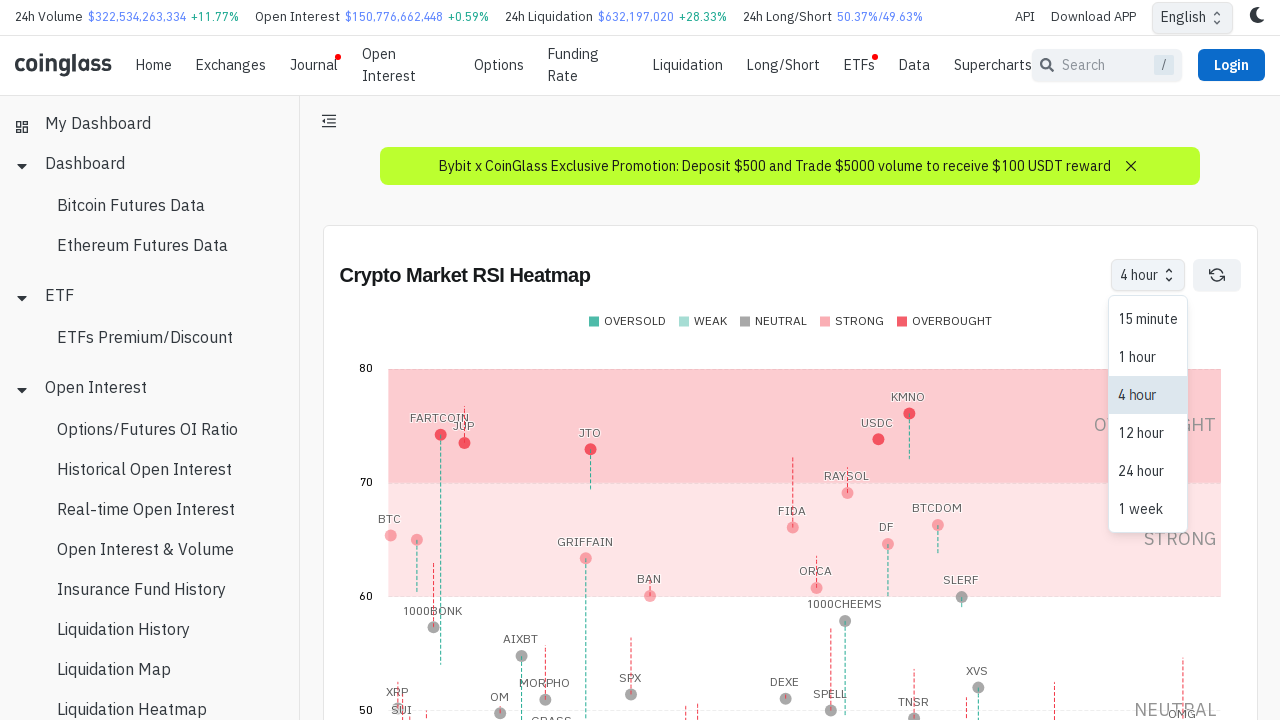 24h Volume $322,534,263,334 +11.77% Open Interest $150,776,662,448 +0.59% 24h Liquidation $632,197,020 +28.33% 24h Long/Short 50.37%/49.63% API Download APP English
coinglass Home Exchanges Journal Open Interest Options Funding Rate Liquidation Long/Short ETFs Data Supercharts Search / Login
My Dashboard
Dashboard
Bitcoin Futures Data
Ethereum Futures Data
ETF
ETFs Premium/Discount
Open Interest
Options/Futures OI Ratio
Historical Open Interest
Real-time Open Interest
Open Interest & Volume
Insurance Fund History
Liquidation History
Liquidation Map
Liquidation Heatmap
Bybit x CoinGlass Exclusive Promotion: Deposit $500 and Trade $5000 volume to receive $100 USDT reward
Crypto Market RSI Heatmap
4 hour
15 minute
1 hour
4 hour
12 hour
24 hour
1 week
OVERSOLD WEAK NEUTRAL STRONG OVERBOUGHT
80
KMNO
FARTCOIN
JUP
USDC
JTO
70
RAYSOL
FIDA
BTC
BTCDOM
DF
STRONG
GRIFFAIN
ORCA
BAN
SLERF
60
1000CHEEMS
1000BONK
AIXBT
XVS
SPX
MORPHO
DEXE
XRP
SPELL
OM
TNSR
SUI
50
NEUTRAL
OMG